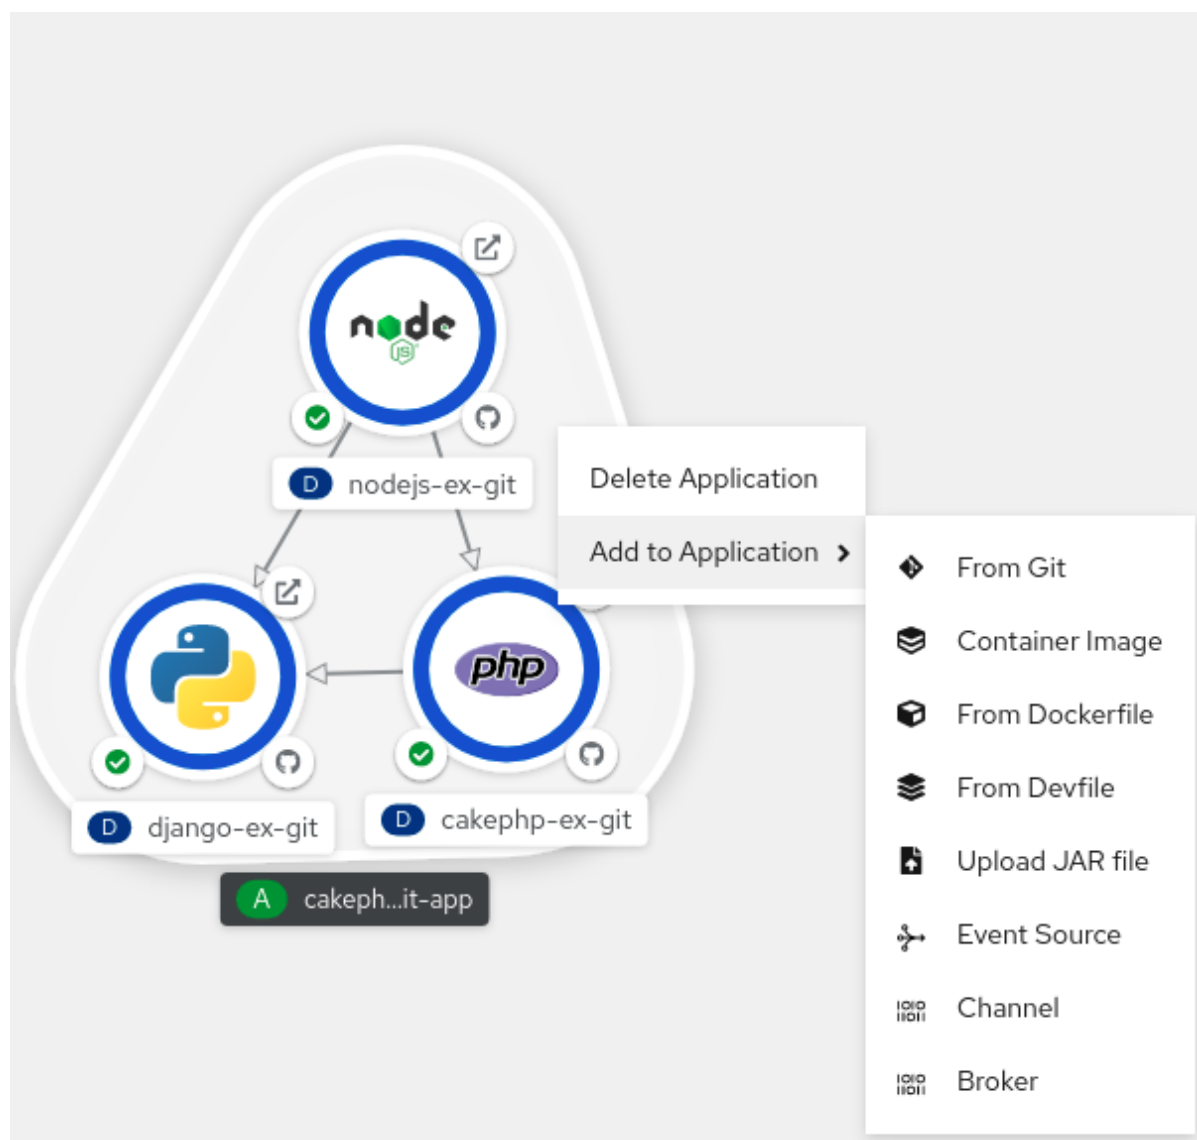 node
JS
D nodejs-ex-git
Delete Application
Add to Application
From Git
Container Image
php
From Dockerfile
From Devfile
D django-ex-git
D cakephp-ex-git
Upload JAR file
A cakeph...it-app
Event Source
Channel
Broker